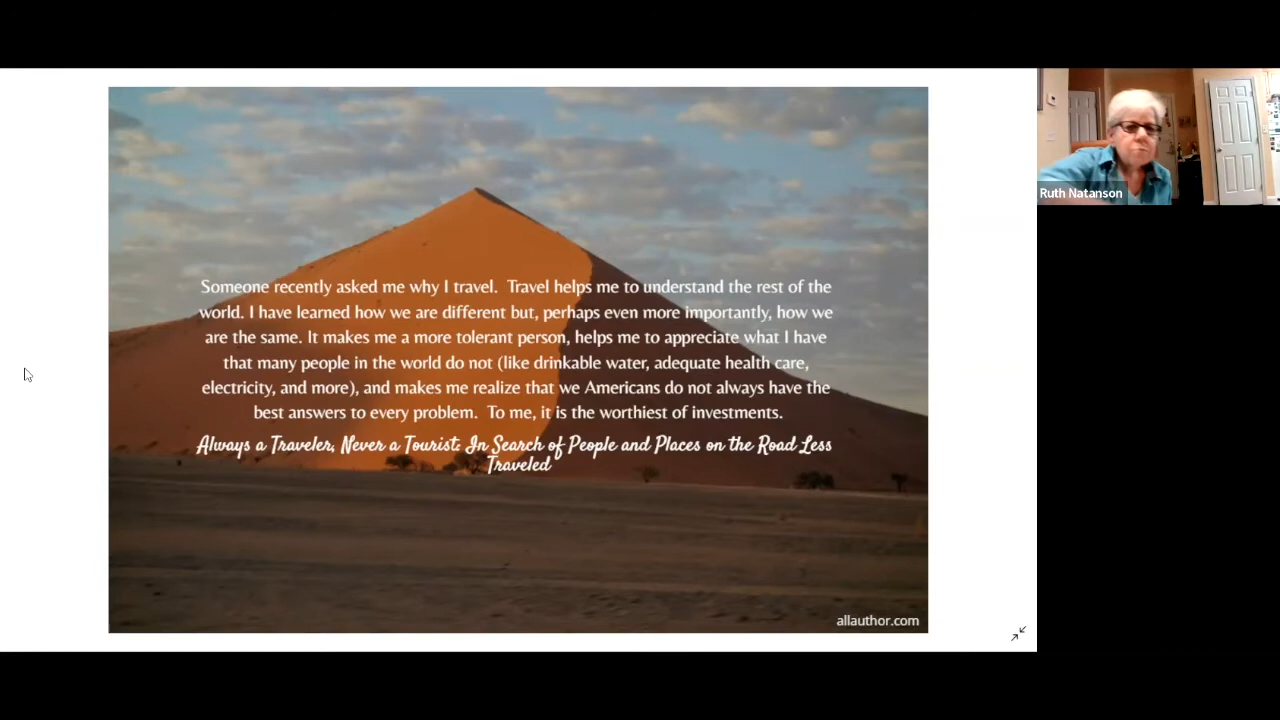 Someone recently asked me why I travel.  Travel helps me to understand the rest of the
world. I have learned how we are different but, perhaps even more importantly, how we
are the same. It makes me a more tolerant person, helps me to appreciate what I have
that many people in the world do not (like drinkable water, adequate health care,
electricity, and more), and makes me realize that we Americans do not always have the
best answers to every problem.  To me, it is the worthiest of investments.
Always a Traveler, Never a Tourist: In Search of People and Places on the Road Less
Traveled
allauthor.com
Ruth Natanson